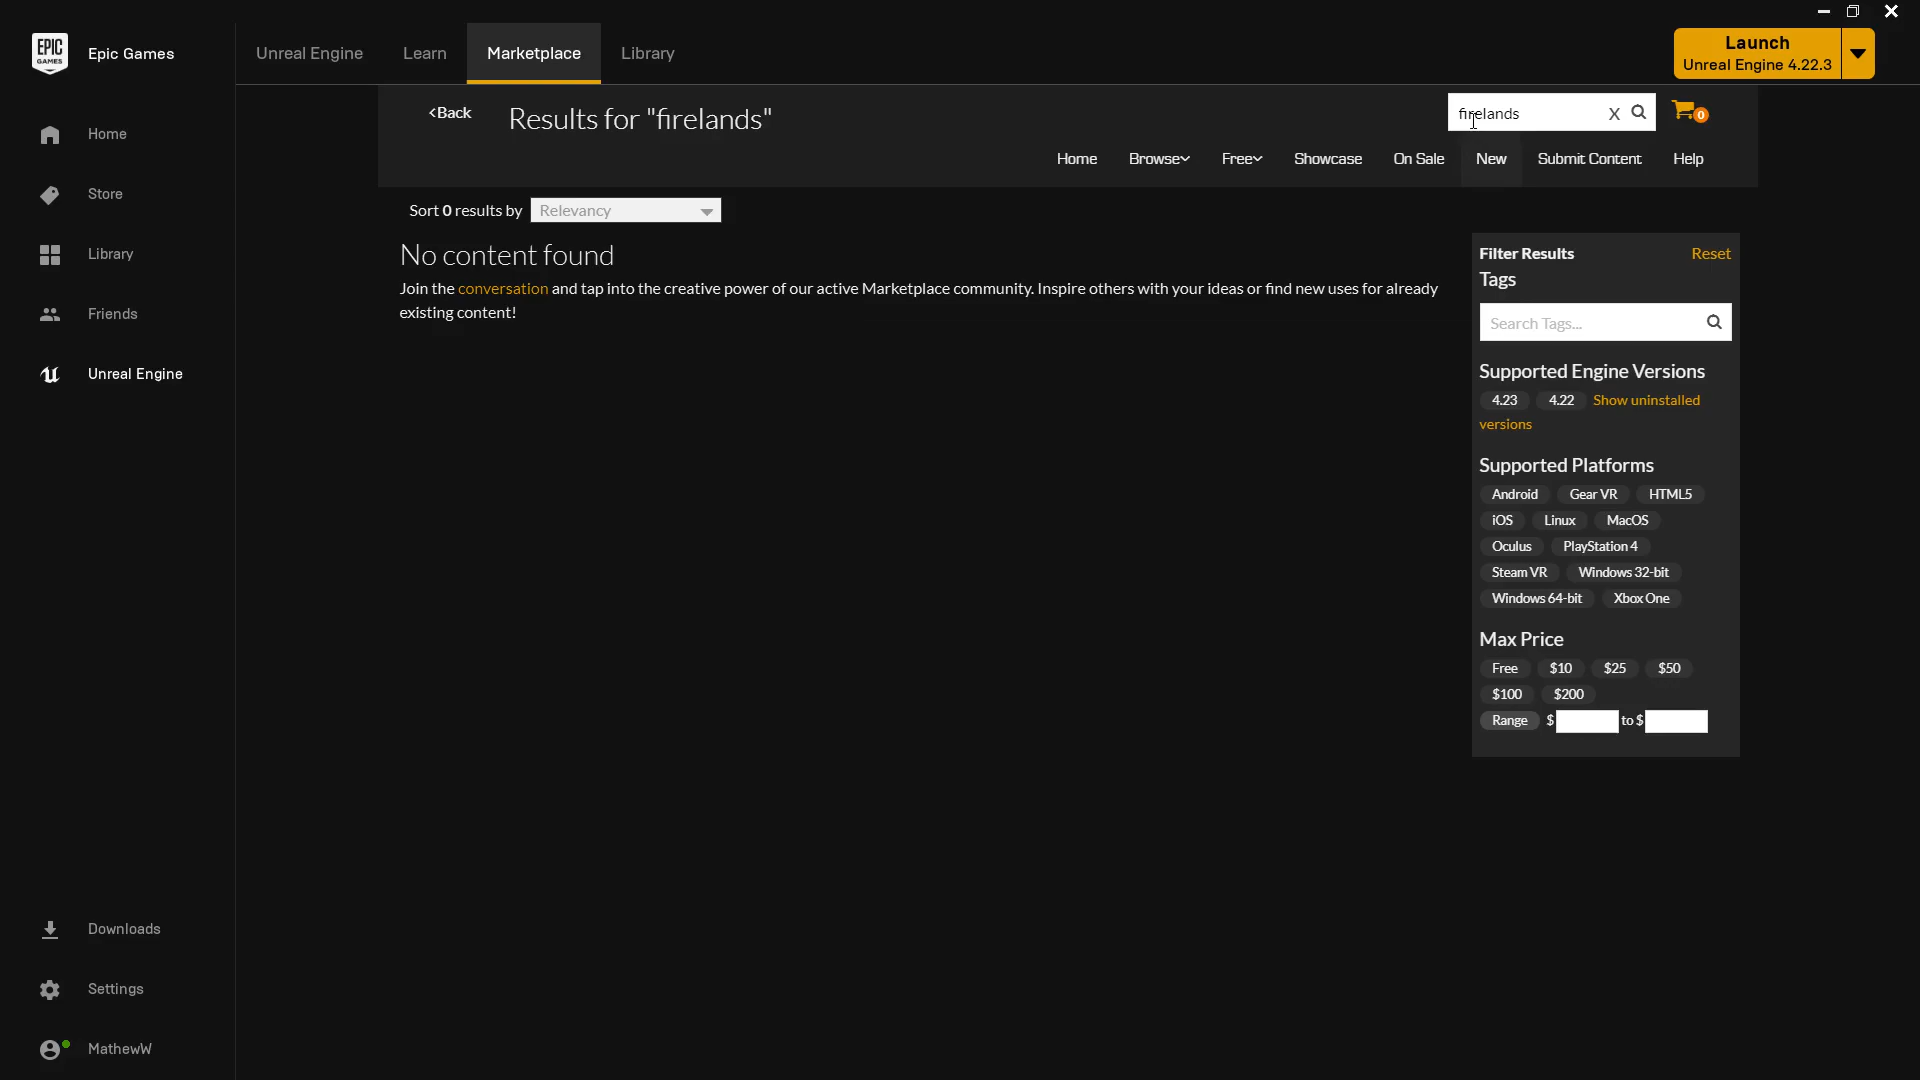 EPIC GAMES
Epic Games
Unreal Engine
Learn
Marketplace
Library
Launch
Unreal Engine 4.22.3
Home
Store
Library
Friends
Unreal Engine
Downloads
Settings
MathewW
<Back
Results for "firelands"
firelands
X
0
Home
Browse
Free
Showcase
On Sale
New
Submit Content
Help
Sort 0 results by
Relevancy
No content found
Join the conversation and tap into the creative power of our active Marketplace community. Inspire others with your ideas or find new uses for already
existing content!
Filter Results
Reset
Tags
Search Tags...
Supported Engine Versions
4.23 4.22 Show uninstalled
versions
Supported Platforms
Android Gear VR HTML5
iOS Linux MacOS
Oculus PlayStation 4
Steam VR Windows 32-bit
Windows 64-bit Xbox One
Max Price
Free $10 $25 $50
$100 $200
Range $ to $